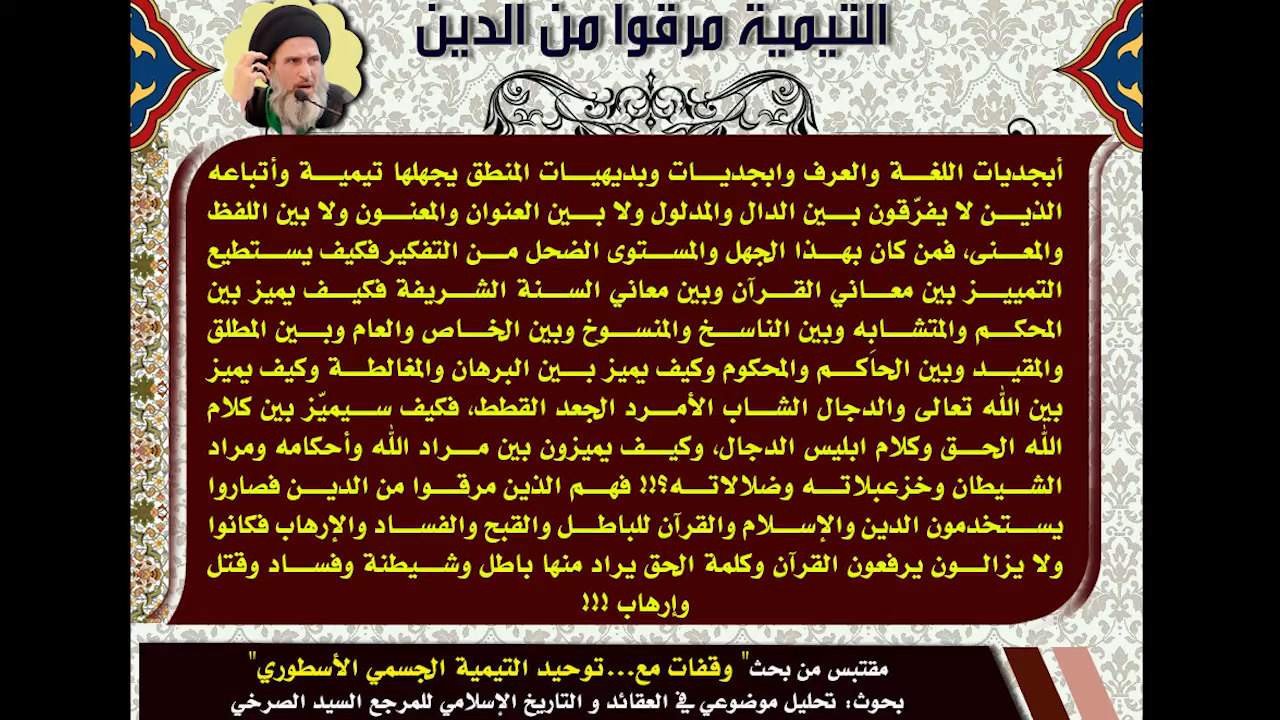 التيمية مرقوا من الدين
أبجديات اللغة والعرف وابجديات وبديهيات المنطق يجهلها تيمية وأتباعه
الذين لا يفرّقون بين الدال والمدلول ولا بين العنوان والمعنون ولا بين اللفظ
والمعنى، فمن كان بهذا الجهل والمستوى الضحل من التفكير فكيف يستطيع
التمييز بين معاني القرآن وبين معاني السنة الشريفة فكيف يميز بين
المحكم والمتشابه وبين الناسخ والمنسوخ وبين الخاص والعام وبين المطلق
والمقيد وبين الحاَكم والمحكوم وكيف يميز بين البرهان والمغالطة وكيف يميز
بين الله تعالى والدجال الشاب الأمرد الجعد القطط، فكيف سيميّز بين كلام
الله الحق وكلام ابليس الدجال، وكيف يميزون بين مراد الله وأحكامه ومراد
الشيطان وخزعبلاته وضلالاته؟!! فهم الذين مرقوا من الدين فصاروا
يستخدمون الدين والإسلام والقرآن للباطل والقبح والفساد والإرهاب فكانوا
ولا يزالون يرفعون القرآن وكلمة الحق يراد منها باطل وشيطنة وفساد وقتل
وإرهاب !!!
مقتبس من بحث" وقفات مع...توحيد التيمية الجسمي الأسطوري"
بحوث: تحليل موضوعي في العقائد و التاريخ الإسلامي للمرجع السيد الصرخي